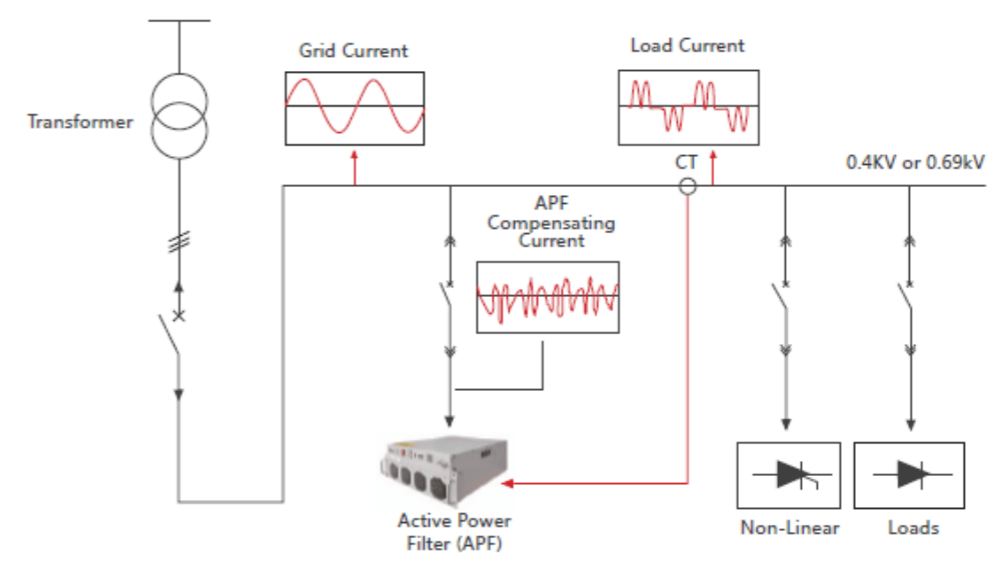 Grid Current
Load Current
Transformer
CT
0.4KV or 0.69kV
APF
Compensating
Current
Active Power
Filter (APF)
Non-Linear
Loads